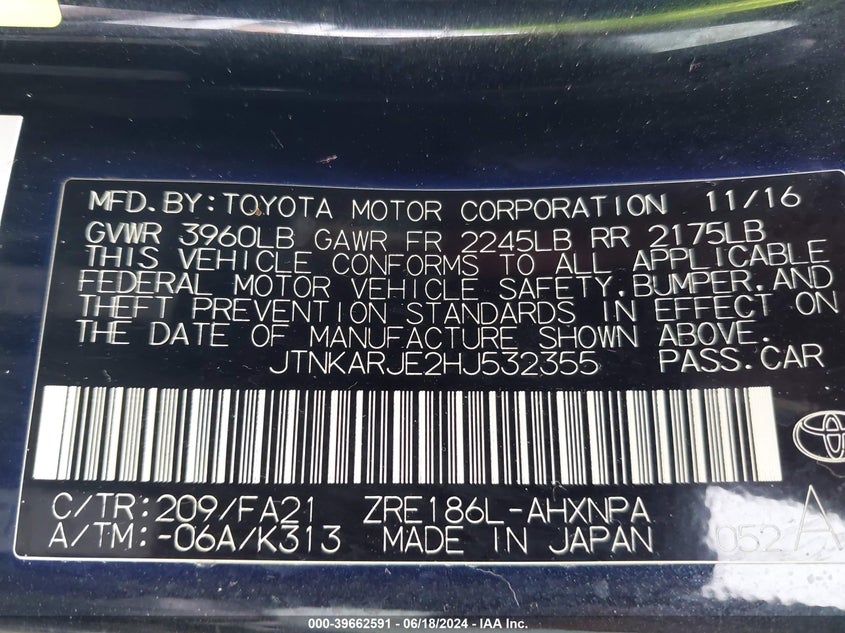 MFD.BY:TOYOTA MOTOR CORPORATION 11/16
GVWR 3960LB GAWR FR 2245LB RR 2175LB
THIS VEHICLE CONFORMS TO ALL APPLICABLE
FEDERAL MOTOR VEHICLE SAFETY,BUMPER,AND
THEFT PREVENTION STANDARDS IN EFFECT ON
THE DATE OF MANUFACTURE SHOWN ABOVE.
JTNKARJE2HJ532355 PASS.CAR
C/TR:209/FA21 ZRE186L-AHXNPA
A/TM:-06A/K313 MADE IN JAPAN 052 A
000-39662591 - 06/18/2024 - IAA Inc.